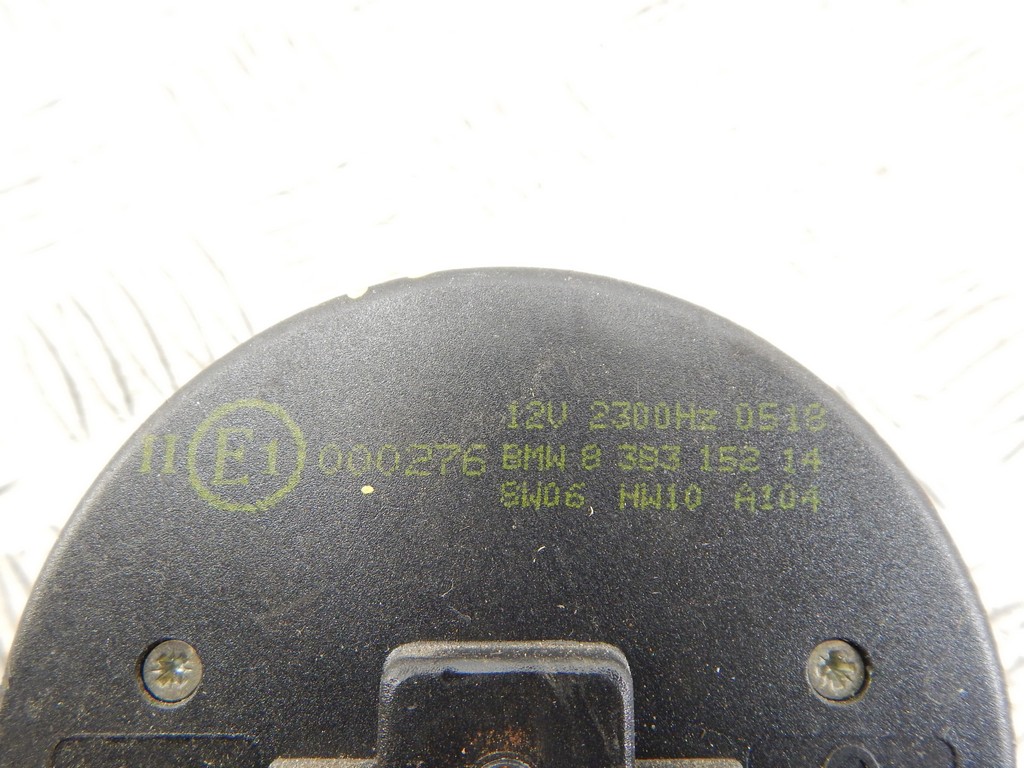 II E1 000276
12V 2300Hz 0518
BMW 8 383 152 14
SW06 HW10 A104